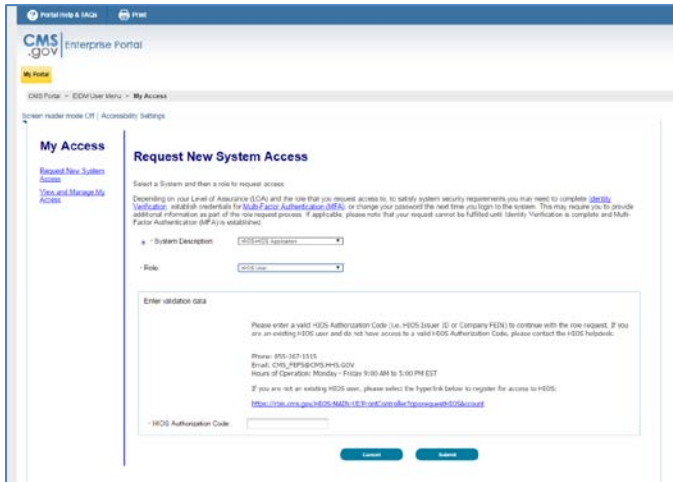 Portal Help & FAQs Print
CMS
.gov Enterprise Portal
My Portal
CMS Portal > EIDM User Menu > My Access
Screen reader mode Off | Accessibility Settings
My Access
Request New System
Access
View and Manage My
Access
Request New System Access
Select a System and then a role to request access
Depending on your Level of Assurance (LOA) and the role that you request access to, to satisfy system security requirements you may need to complete Identity
Verification, establish credentials for Multi-Factor Authentication (MFA), or change your password the next time you login to the system. This may require you to provide
additional information as part of the role request process. If applicable, please note that your request cannot be fulfilled until Identity Verification is complete and Multi-
Factor Authentication (MFA) is established.
System Description: HIOS-HIOS Application
Role: HIOS User
Enter validation data
Please enter a valid HIOS Authorization Code (i.e. HIOS Issuer ID or Company FEIN) to continue with the role request. If you
are an existing HIOS user and do not have access to a valid HIOS Authorization Code, please contact the HIOS helpdesk:
Phone: 855-267-1515
Email: CMS_FEPS@CMS.HHS.GOV
Hours of Operation: Monday - Friday 9:00 AM to 5:00 PM EST
If you are not an existing HIOS user, please select the hyperlink below to register for access to HIOS:
HIOS Authorization Code:
Cancel Submit